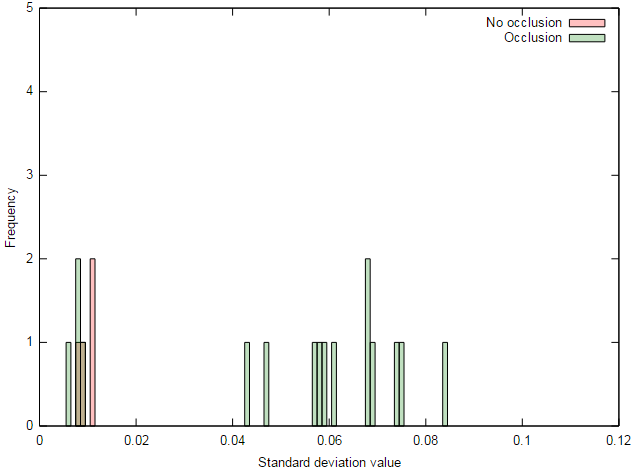 5
4
3
2
1
0
Frequency
No occlusion
Occlusion
0 0.02 0.04 0.06 0.08 0.1 0.12
Standard deviation value